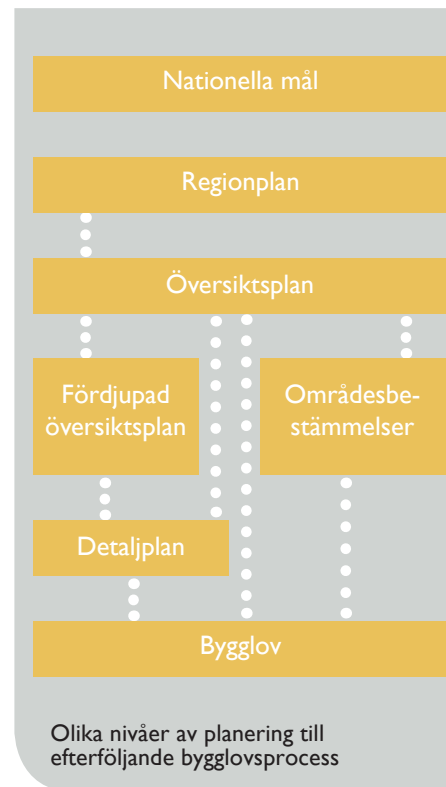 Nationella mål
Regionplan
Översiktsplan
Fördjupad
översiktsplan
Områdesbe-
stämmelser
Detaljplan
Bygglov
Olika nivåer av planering till
efterföljande bygglovsprocess